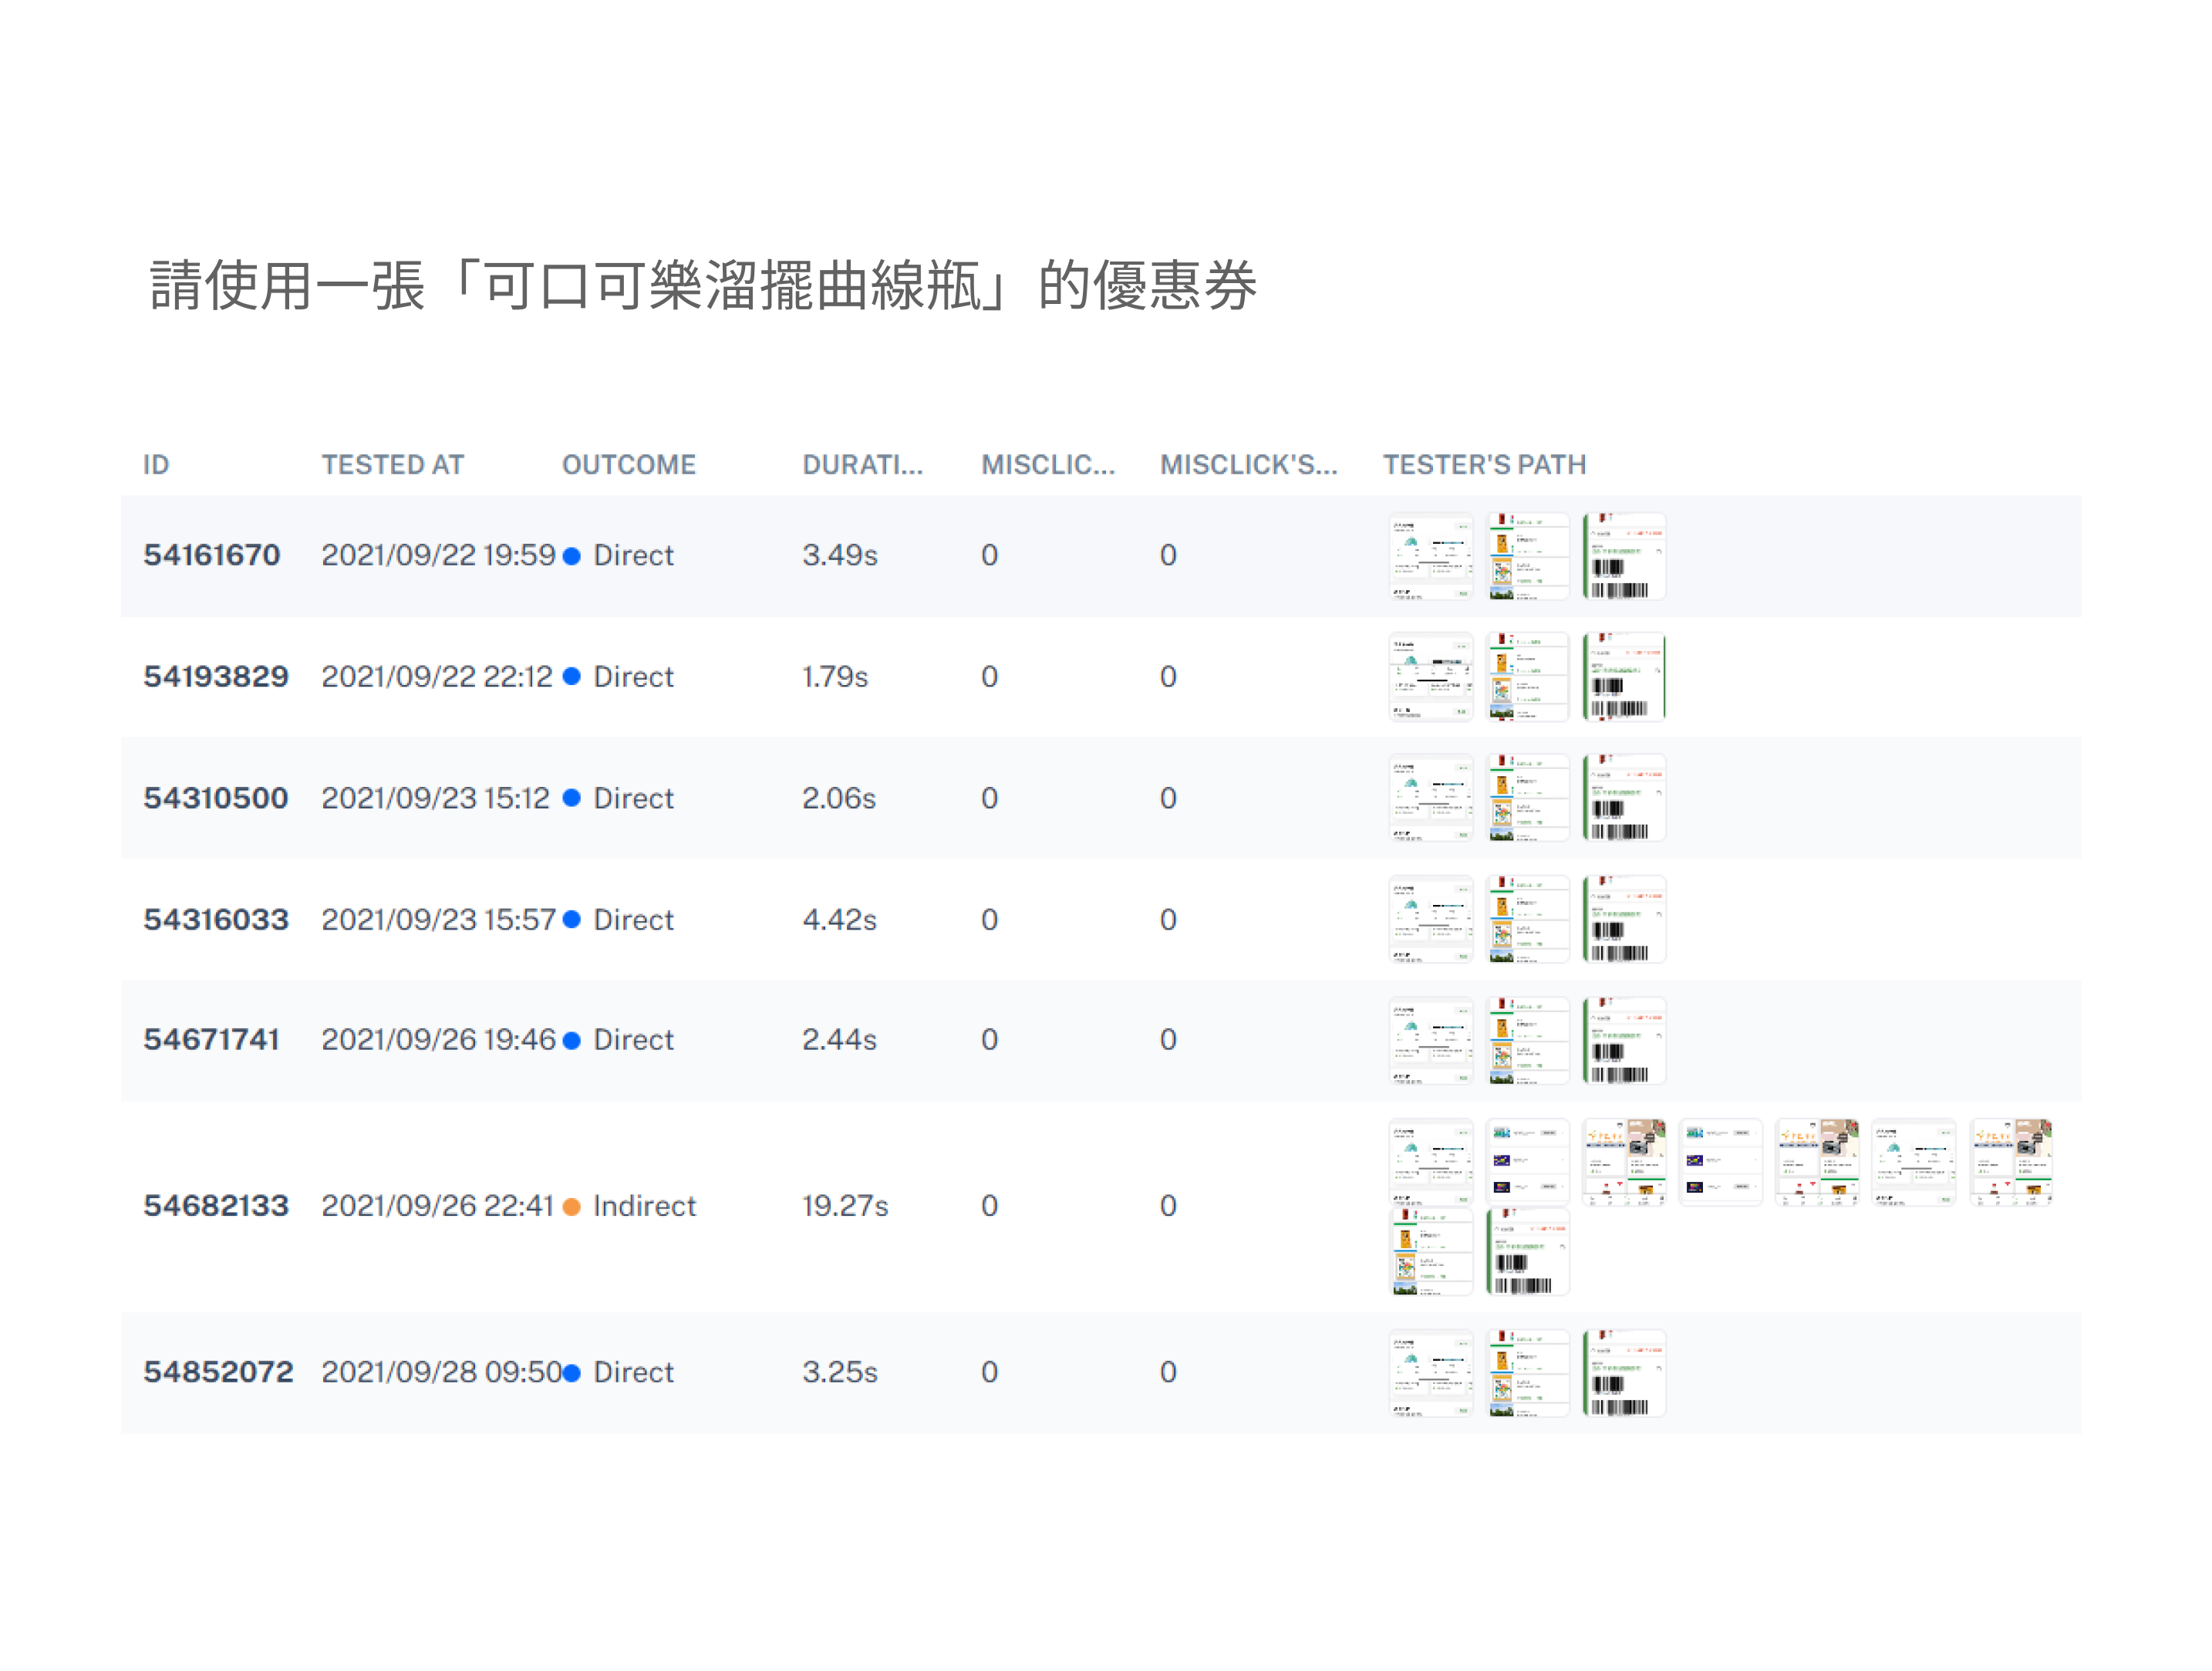 請使用一張「可口可樂溜擺曲線瓶」的優惠券
ID TESTED AT OUTCOME DURATI... MISCLIC... MISCLICK'S... TESTER'S PATH
54161670 2021/09/22 19:59 Direct 3.49s 0 0
54193829 2021/09/22 22:12 Direct 1.79s 0 0
54310500 2021/09/23 15:12 Direct 2.06s 0 0
54316033 2021/09/23 15:57 Direct 4.42s 0 0
54671741 2021/09/26 19:46 Direct 2.44s 0 0
54682133 2021/09/26 22:41 Indirect 19.27s 0 0
54852072 2021/09/28 09:50 Direct 3.25s 0 0